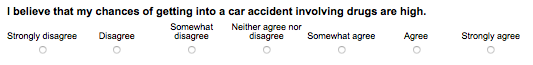 I believe that my chances of getting into a car accident involving drugs are high.
Strongly disagree Disagree Somewhat disagree Neither agree nor disagree Somewhat agree Agree Strongly agree